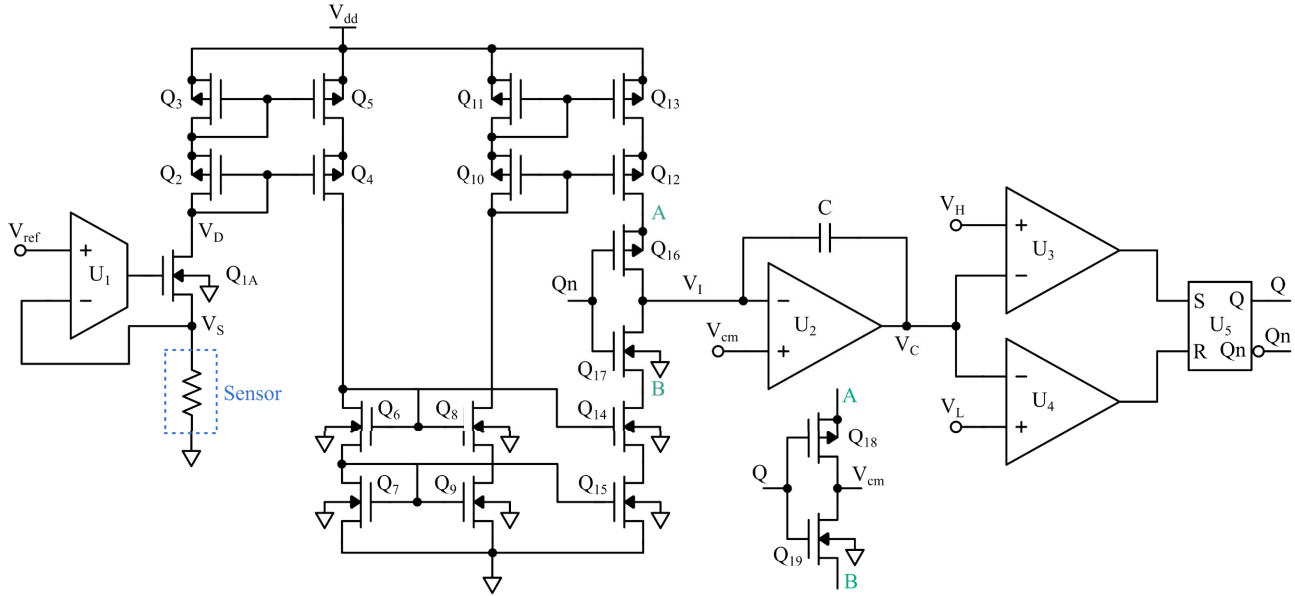 Vdd
Q3
Q5
Q11
Q13
Q2
Q4
Q10
Q12
A
Vref
+
−
U1
VD
Q1A
VS
Sensor
Qn
Q16
Q17
B
VI
C
Vcm
−
+
U2
VC
VH
+
−
U3
VL
−
+
U4
S
R
Q
Qn
U5
Q
Qn
Q6
Q8
Q14
Q7
Q9
Q15
A
Q18
Q
Vcm
Q19
B